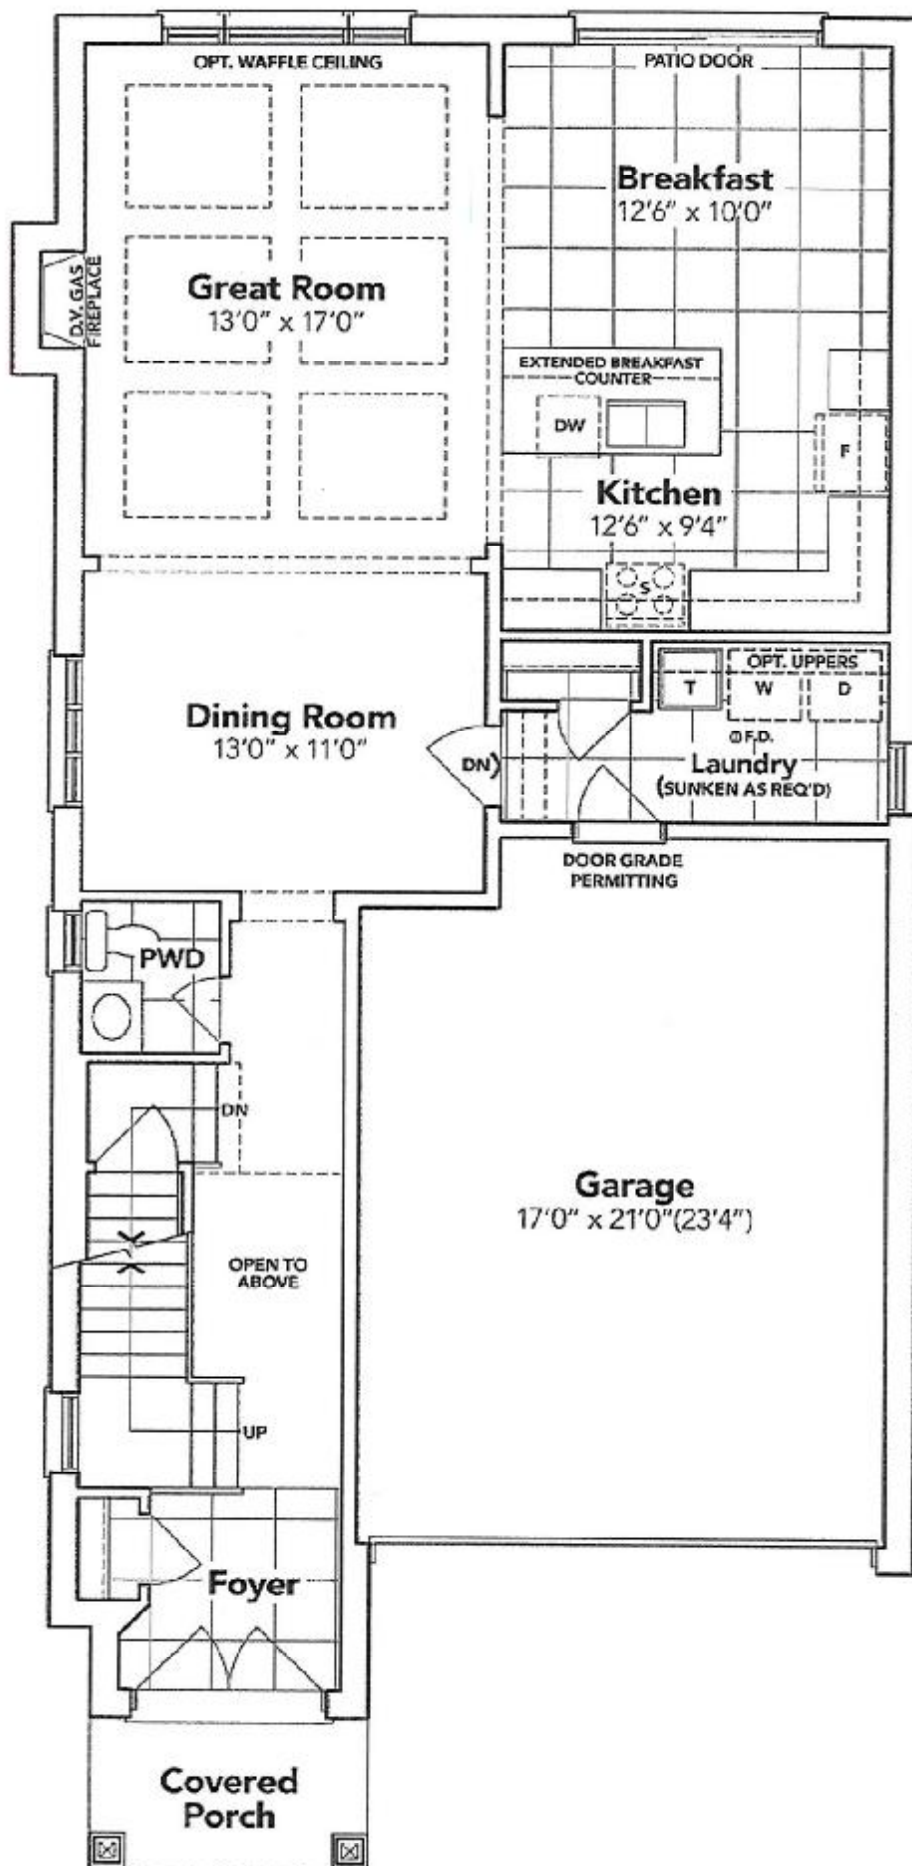 OPT. WAFFLE CEILING
PATIO DOOR
Breakfast
12'6" x 10'0"
D.V. GAS
FIREPLACE
Great Room
13'0" x 17'0"
EXTENDED BREAKFAST
COUNTER
DW
F
Kitchen
12'6" x 9'4"
S
OPT. UPPERS
T
W
D
Dining Room
13'0" x 11'0"
DN
F.D.
Laundry
(SUNKEN AS REQ'D)
DOOR GRADE
PERMITTING
PWD
DN
Garage
17'0" x 21'0"(23'4")
OPEN TO
ABOVE
UP
Foyer
Covered
Porch